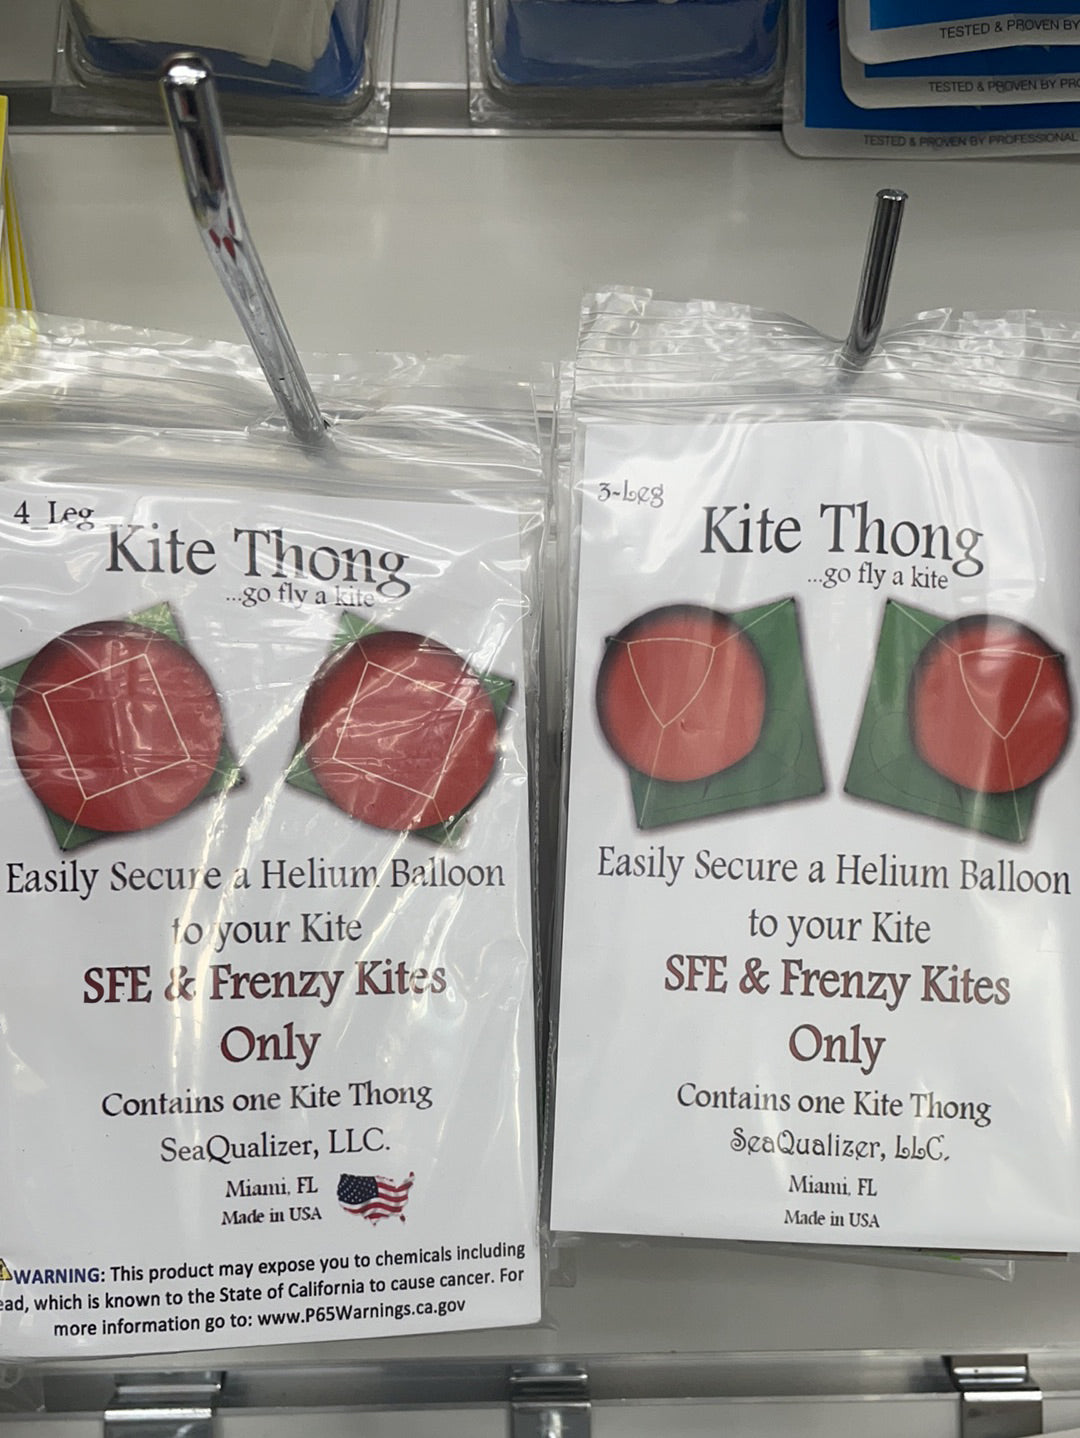 TESTED & PROVEN BY
TESTED & PROVEN BY PRO
TESTED & PROVEN BY PROFESSIONAL
4_Leg
Kite Thong
...go fly a kite
Easily Secure a Helium Balloon
to your Kite
SFE & Frenzy Kites
Only
Contains one Kite Thong
SeaQualizer, LLC.
Miami, FL
Made in USA
WARNING: This product may expose you to chemicals including
ead, which is known to the State of California to cause cancer. For
more information go to: www.P65Warnings.ca.gov
3-Leg
Kite Thong
...go fly a kite
Easily Secure a Helium Balloon
to your Kite
SFE & Frenzy Kites
Only
Contains one Kite Thong
SeaQualizer, LLC.
Miami, FL
Made in USA